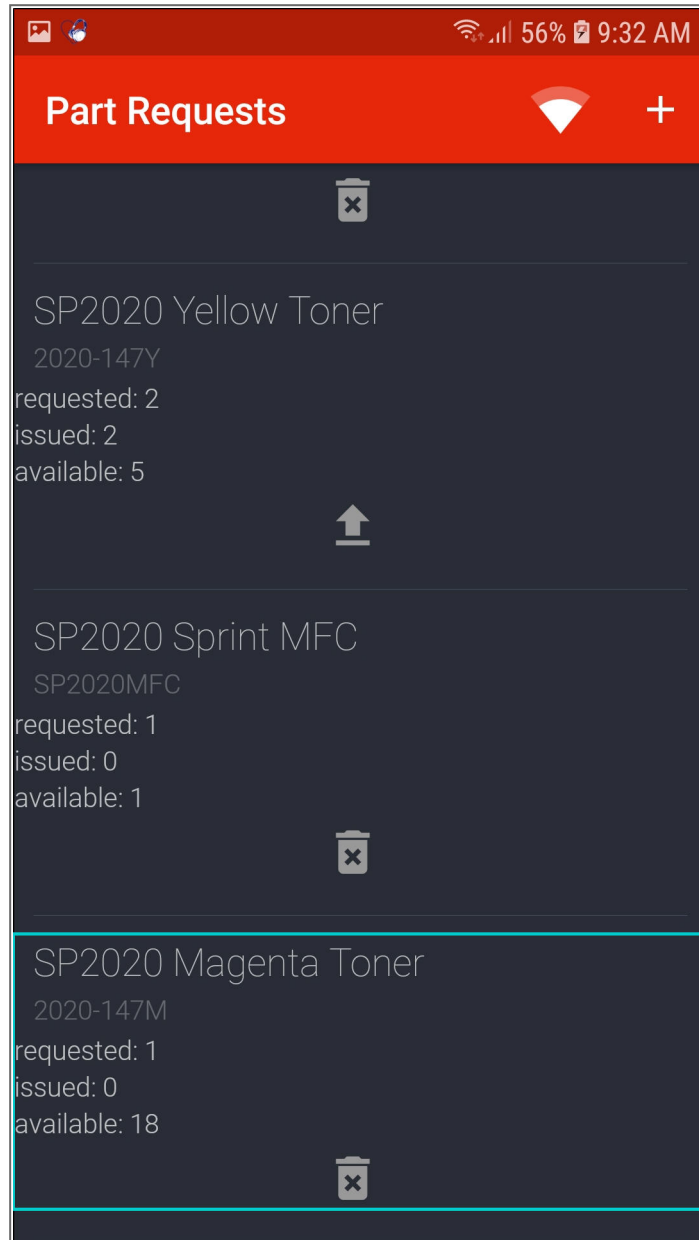 56% 9:32 AM
Part Requests
SP2020 Yellow Toner
2020-147Y
requested: 2
issued: 2
available: 5
SP2020 Sprint MFC
SP2020MFC
requested: 1
issued: 0
available: 1
SP2020 Magenta Toner
2020-147M
requested: 1
issued: 0
available: 18